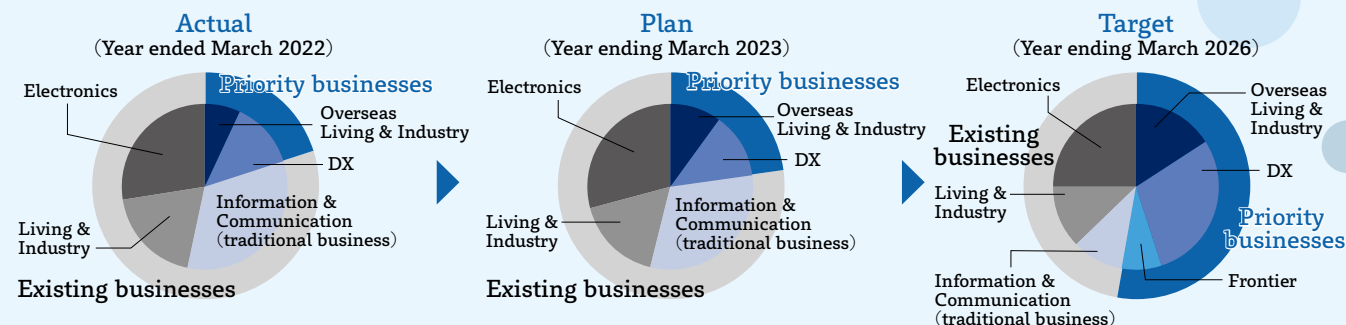 Actual
(Year ended March 2022)
Priority businesses
Electronics
Overseas
Living & Industry
DX
Information &
Communication
(traditional business)
Living &
Industry
Existing businesses
Plan
(Year ending March 2023)
Priority businesses
Electronics
Overseas
Living & Industry
DX
Information &
Communication
(traditional business)
Living &
Industry
Existing businesses
Target
(Year ending March 2026)
Electronics
Overseas
Living &
Industry
Existing
businesses
DX
Living &
Industry
Priority
businesses
Information &
Communication
(traditional business)
Frontier